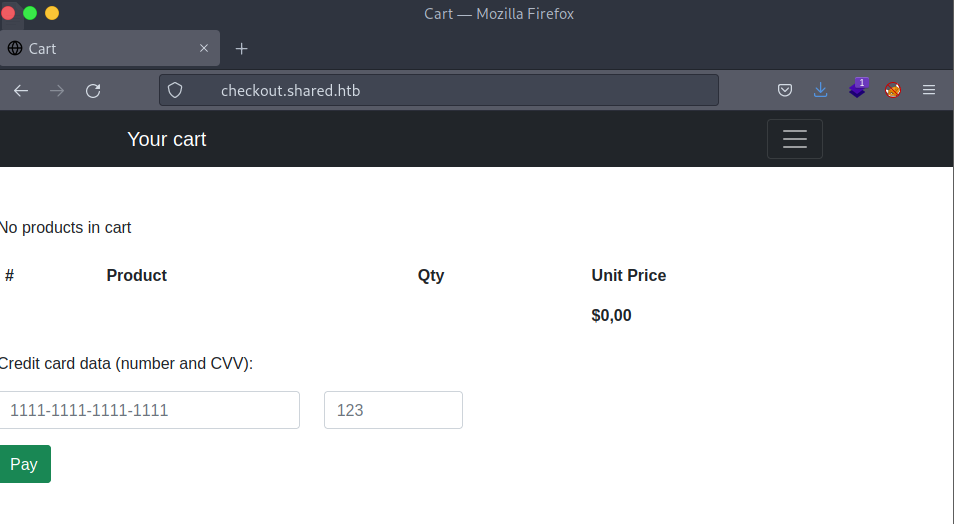 Cart — Mozilla Firefox
Cart
checkout.shared.htb
1
Your cart
No products in cart
# Product Qty Unit Price
$0,00
Credit card data (number and CVV):
1111-1111-1111-1111 123
Pay